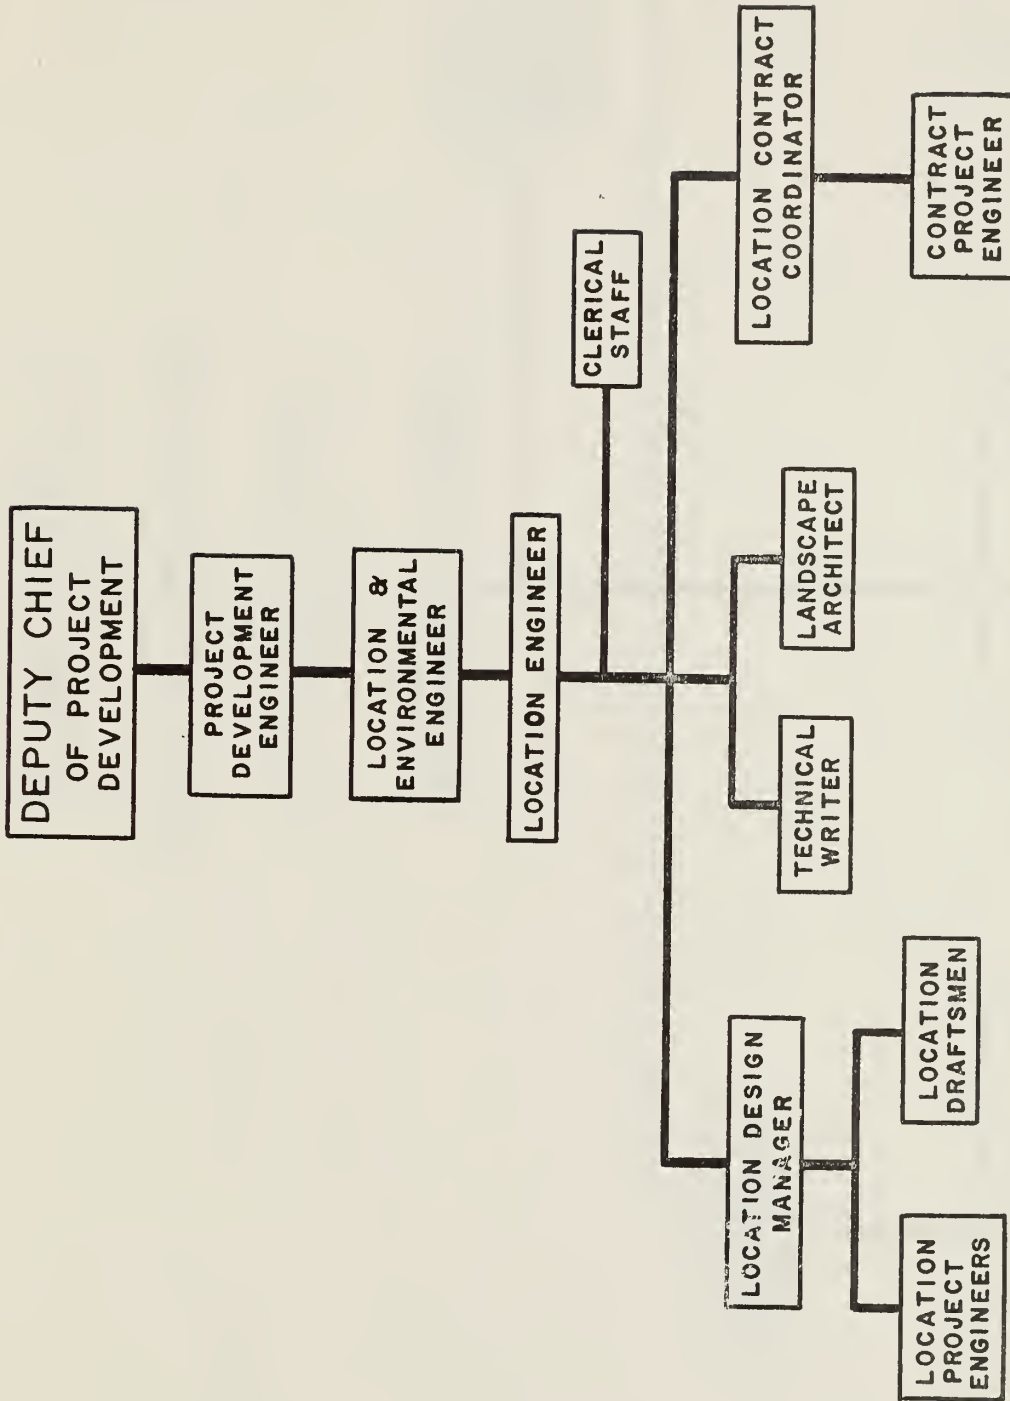 DEPUTY CHIEF
OF PROJECT
DEVELOPMENT
PROJECT
DEVELOPMENT
ENGINEER
LOCATION &
ENVIRONMENTAL
ENGINEER
LOCATION ENGINEER
CLERICAL
STAFF
LOCATION DESIGN
MANAGER
TECHNICAL
WRITER
LANDSCAPE
ARCHITECT
LOCATION CONTRACT
COORDINATOR
LOCATION
PROJECT
ENGINEERS
LOCATION
DRAFTSMEN
CONTRACT
PROJECT
ENGINEER